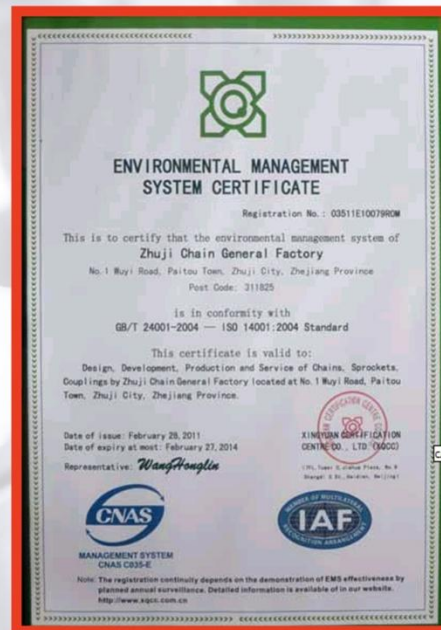 ENVIRONMENTAL MANAGEMENT
SYSTEM CERTIFICATE
Registration No.: 03511E10079R0M
This is to certify that the environmental management system of
Zhuji Chain General Factory
No.1 Wuyi Road, Paitou Town, Zhuji City, Zhejiang Province
Post Code: 311825
is in conformity with
GB/T 24001-2004 — ISO 14001:2004 Standard
This certificate is valid to:
Design, Development, Production and Service of Chains, Sprockets,
Couplings by Zhuji Chain General Factory located at No.1 Wuyi Road, Paitou
Town, Zhuji City, Zhejiang Province.
Date of issue: February 28, 2011
Date of expiry at most: February 27, 2014
Representative: WangHonglin
XINGYUAN CERTIFICATION
CENTRE CO., LTD. (XQCC)
CNAS
MANAGEMENT SYSTEM
CNAS C035-E
MEMBER OF MULTILATERAL
IAF
RECOGNITION ARRANGEMENT
Note: The registration continuity depends on the demonstration of EMS effectiveness by
planned annual surveillance. Detailed information is available of in our website.
http://www.xqcc.com.cn